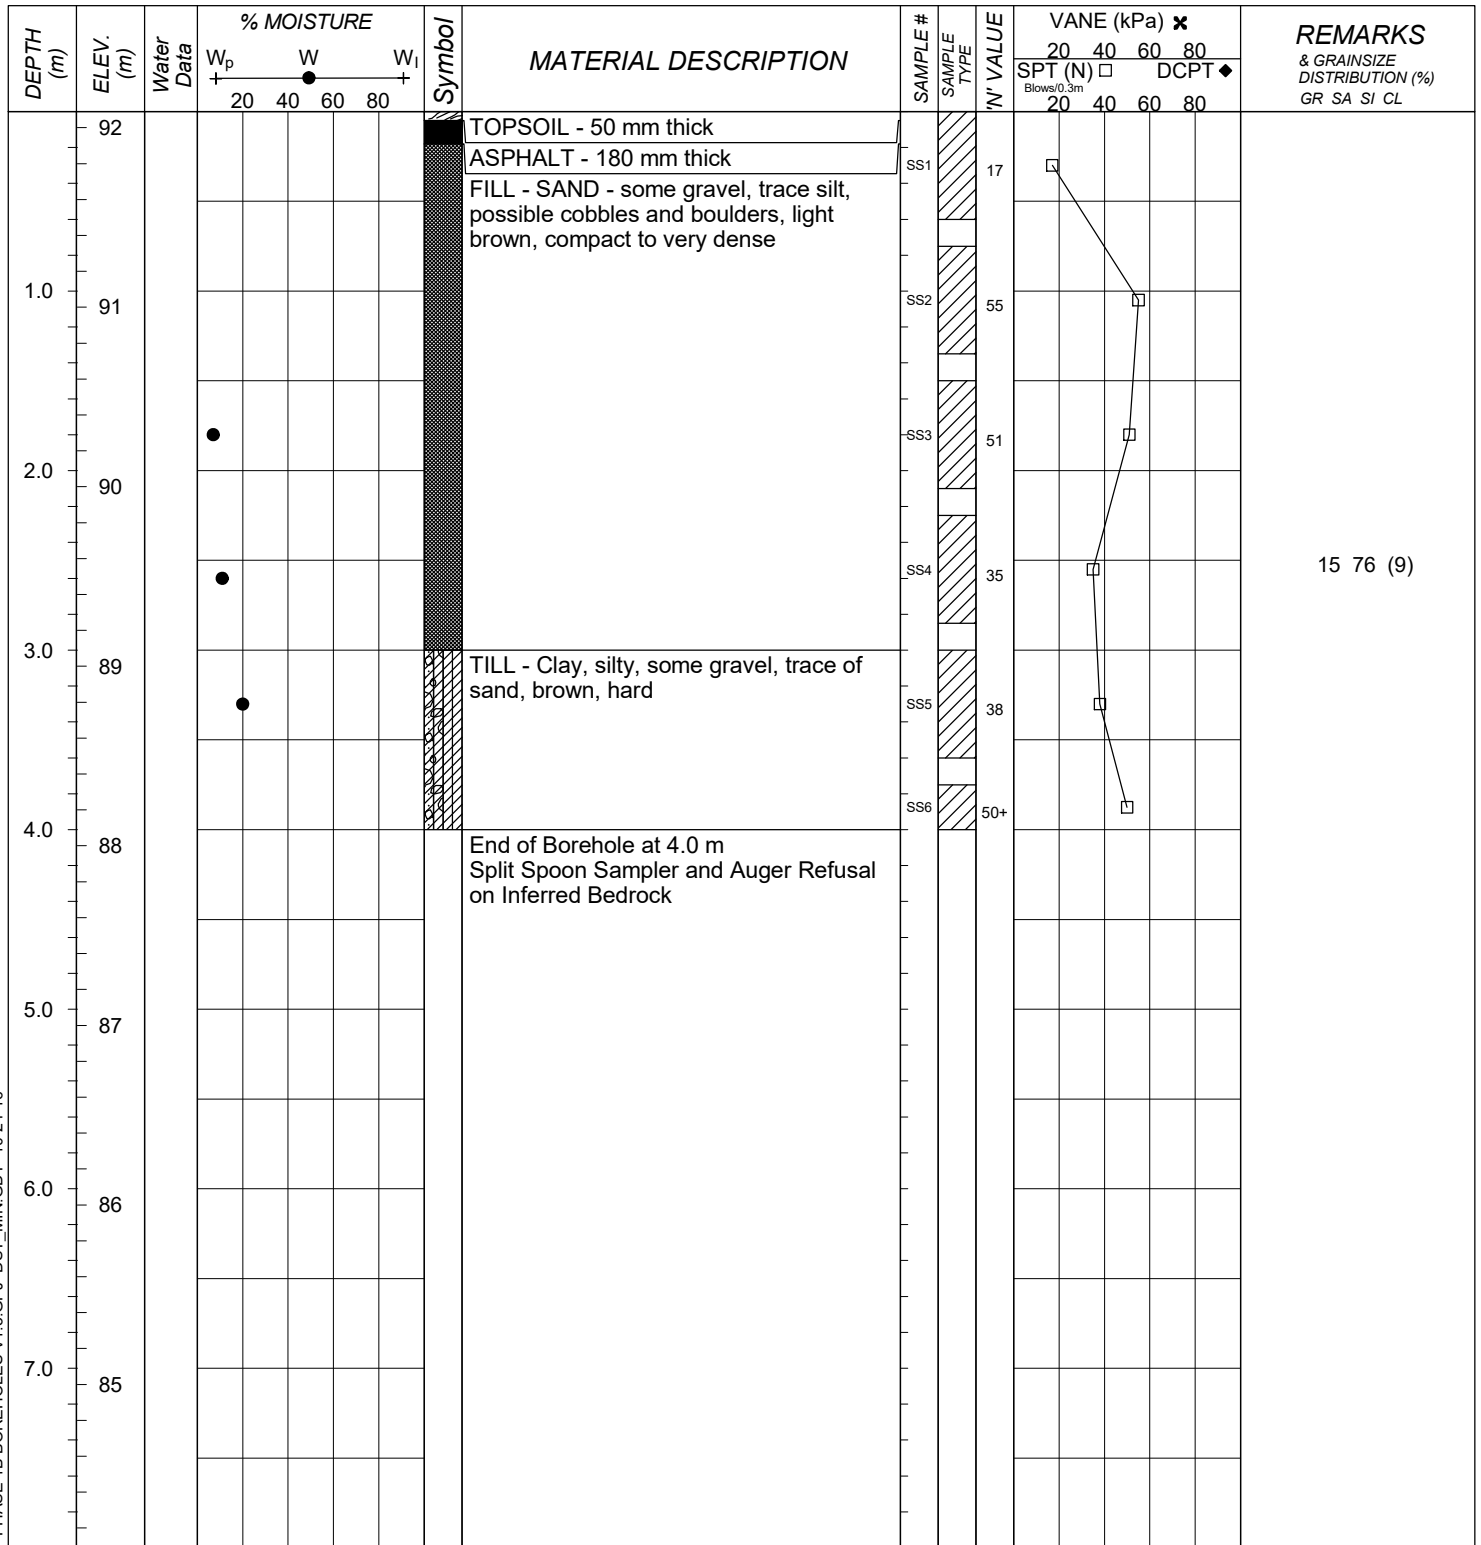 DEPTH (m)
ELEV. (m)
Water Data
% MOISTURE
Wp W Wl
20 40 60 80
Symbol
MATERIAL DESCRIPTION
SAMPLE #
SAMPLE TYPE
'N' VALUE
VANE (kPa) ✖
20 40 60 80
SPT (N) □ DCPT ◆
Blows/0.3m
20 40 60 80
REMARKS
& GRAINSIZE
DISTRIBUTION (%)
GR SA SI CL
92
TOPSOIL - 50 mm thick
ASPHALT - 180 mm thick
SS1 17
FILL - SAND - some gravel, trace silt,
possible cobbles and boulders, light
brown, compact to very dense
1.0
91
SS2 55
SS3 51
2.0
90
SS4 35
15 76 (9)
3.0
89
TILL - Clay, silty, some gravel, trace of
sand, brown, hard
SS5 38
SS6 50+
4.0
88
End of Borehole at 4.0 m
Split Spoon Sampler and Auger Refusal
on Inferred Bedrock
5.0
87
6.0
86
7.0
85